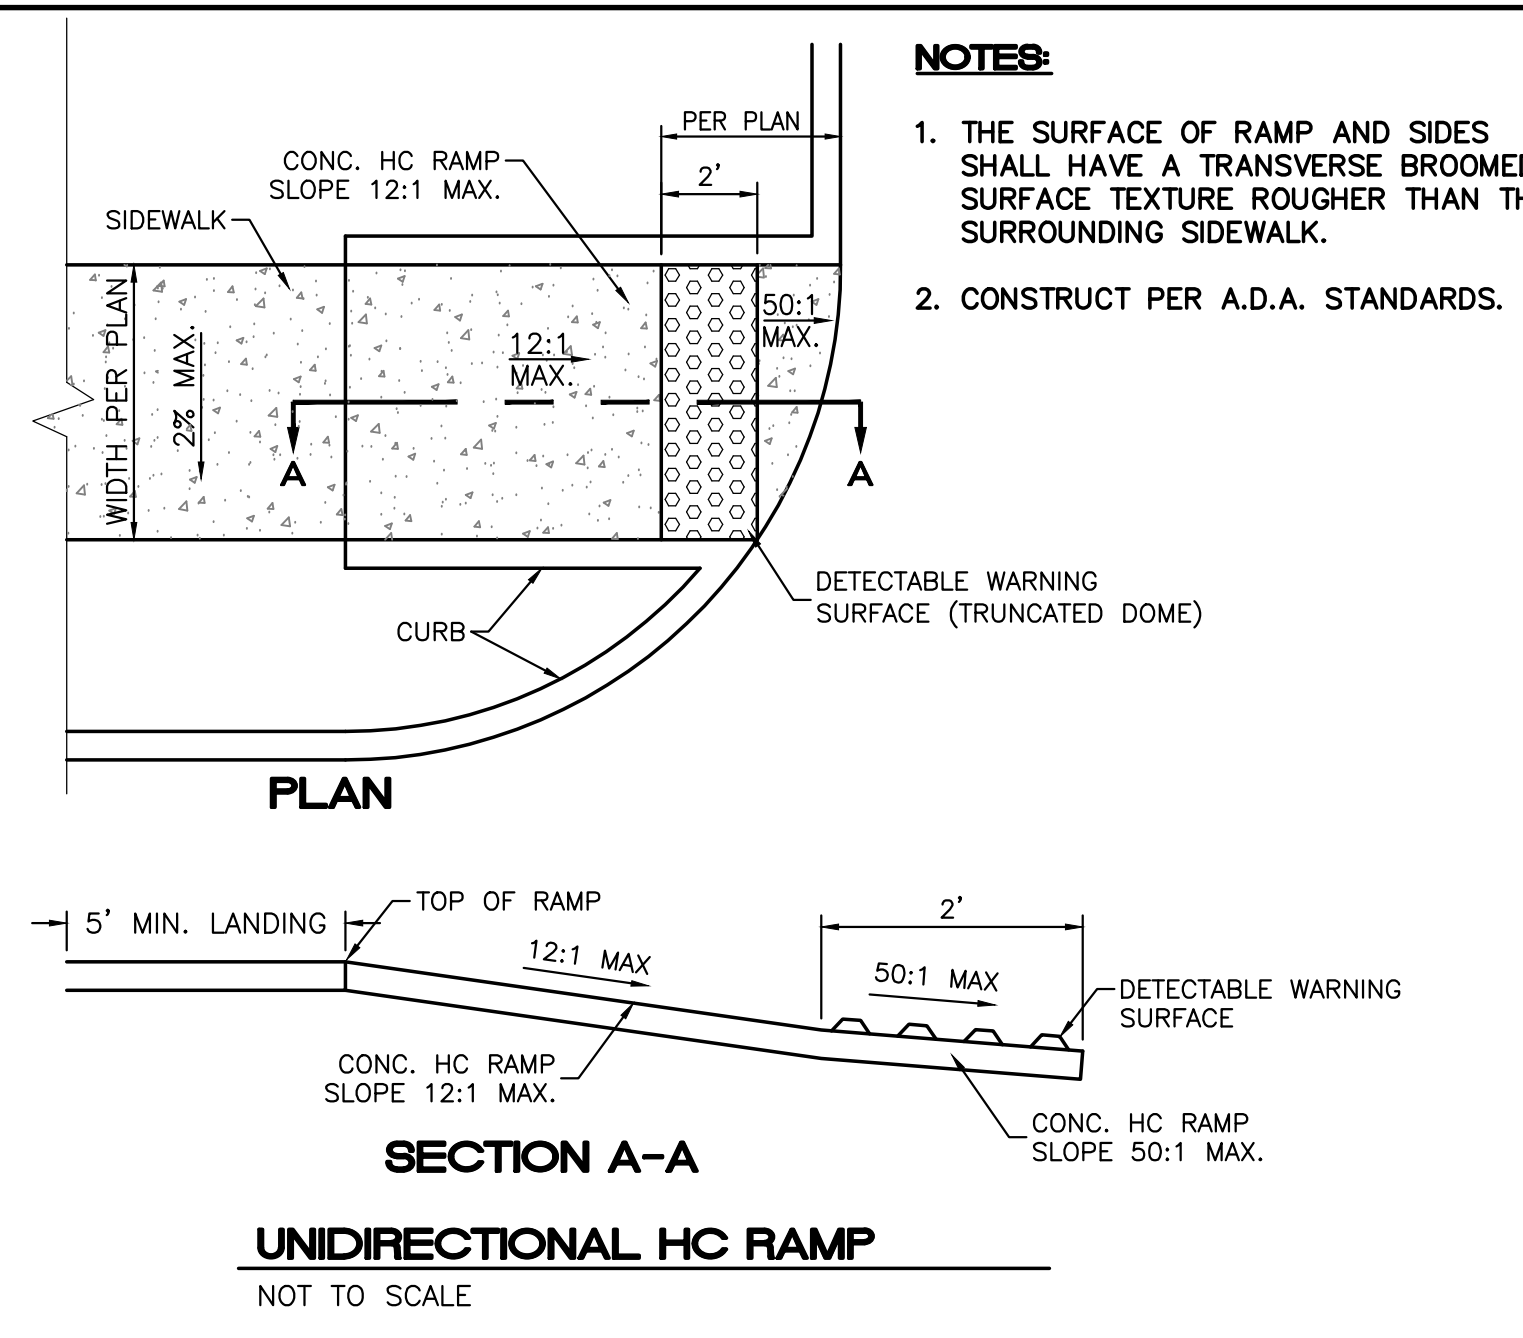 NOTES:
1. THE SURFACE OF RAMP AND SIDES
SHALL HAVE A TRANSVERSE
SURFACE TEXTURE ROUGHER THAN
SURROUNDING SIDEWALK.
2. CONSTRUCT PER A.D.A. STANDARDS.
PER PLAN
2'
CONC. HC RAMP
SLOPE 12:1 MAX.
SIDEWALK
WIDTH PER PLAN
2% MAX.
12:1
MAX.
50:1
MAX.
A
A
DETECTABLE WARNING
SURFACE (TRUNCATED DOME)
CURB
PLAN
5' MIN. LANDING
TOP OF RAMP
12:1 MAX
2'
50:1 MAX
DETECTABLE WARNING
SURFACE
CONC. HC RAMP
SLOPE 12:1 MAX.
CONC. HC RAMP
SLOPE 50:1 MAX.
SECTION A-A
UNIDIRECTIONAL HC RAMP
NOT TO SCALE